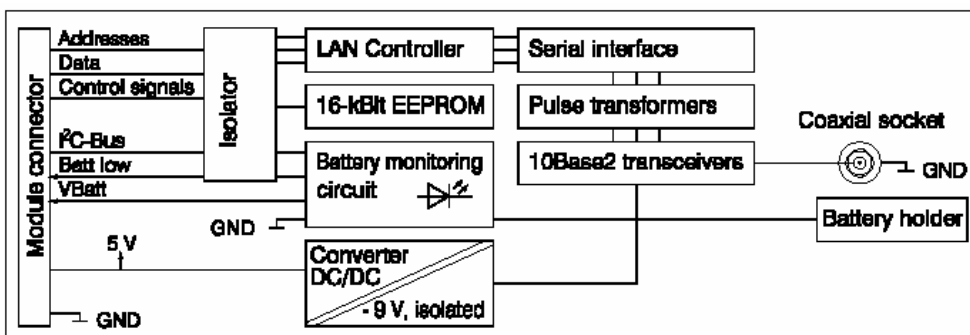 Module connector
Addresses
Data
Control signals
I²C-Bus
Batt low
VBatt
5 V
GND
Isolator
LAN Controller
16-kBit EEPROM
Battery monitoring
circuit
GND
Converter
DC/DC
- 9 V, isolated
Serial interface
Pulse transformers
10Base2 transceivers
Coaxial socket
GND
Battery holder